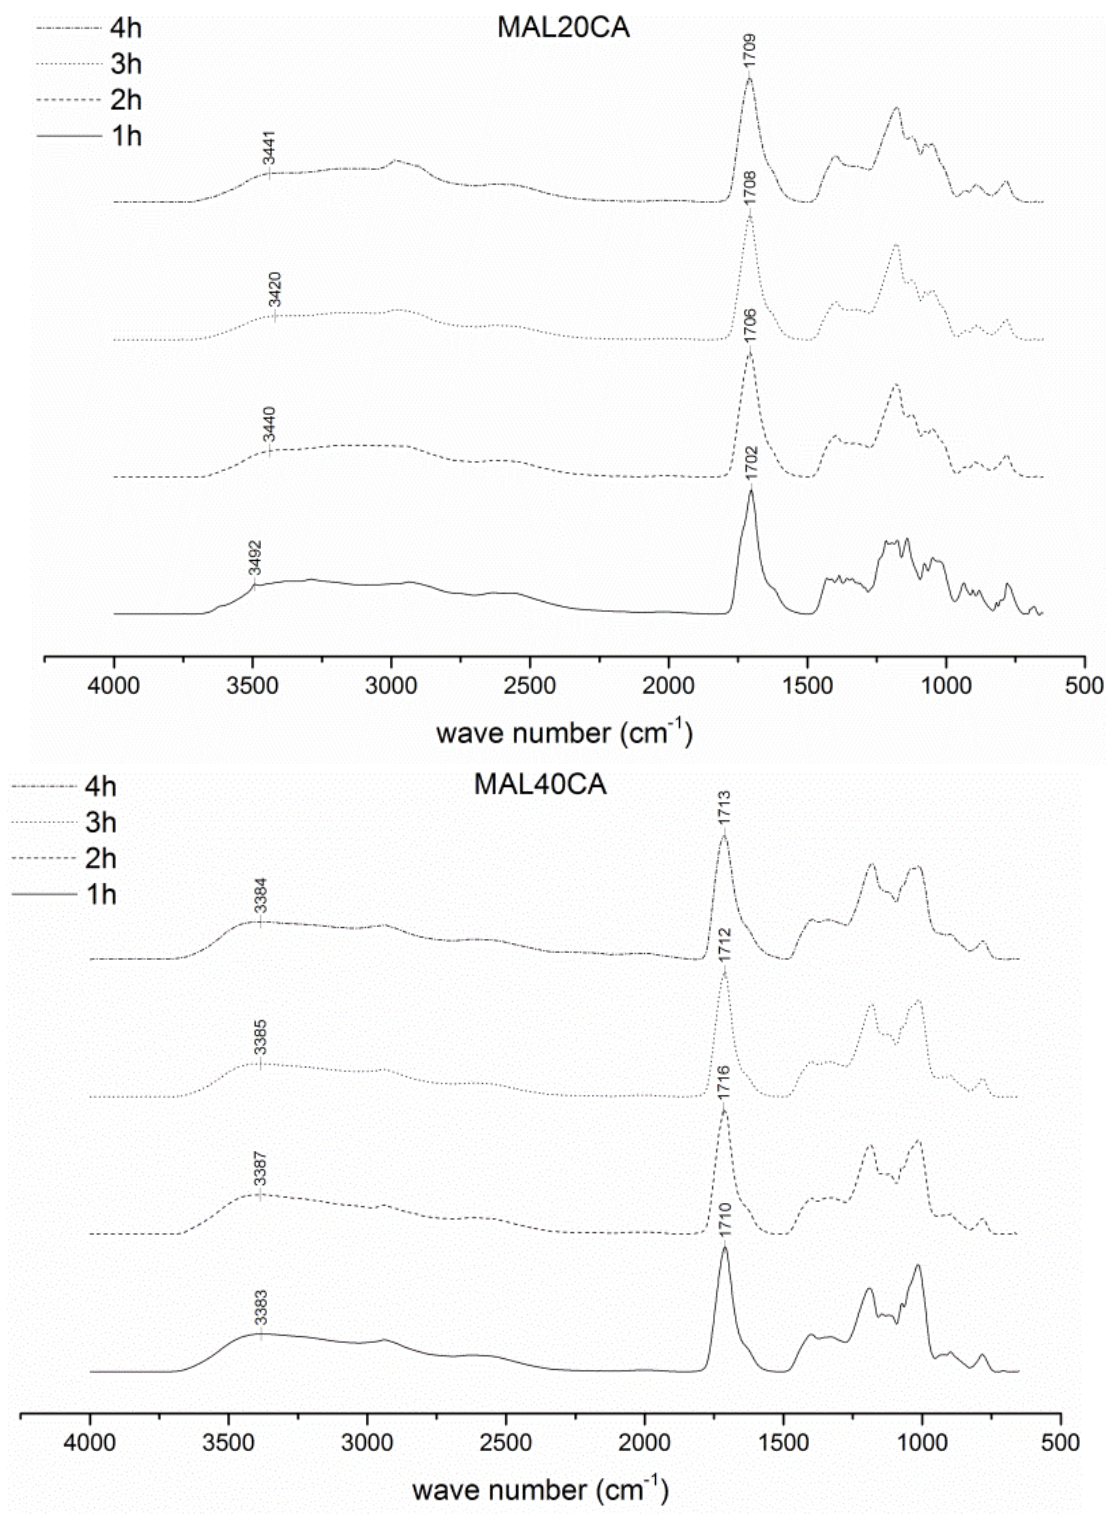 MAL20CA
4h
3h
2h
1h
1709
3441
1708
3420
1706
3440
1702
3492
4000 3500 3000 2500 2000 1500 1000 500
wave number (cm⁻¹)
MAL40CA
4h
3h
2h
1h
1713
3384
1712
3385
1716
3387
1710
3383
4000 3500 3000 2500 2000 1500 1000 500
wave number (cm⁻¹)